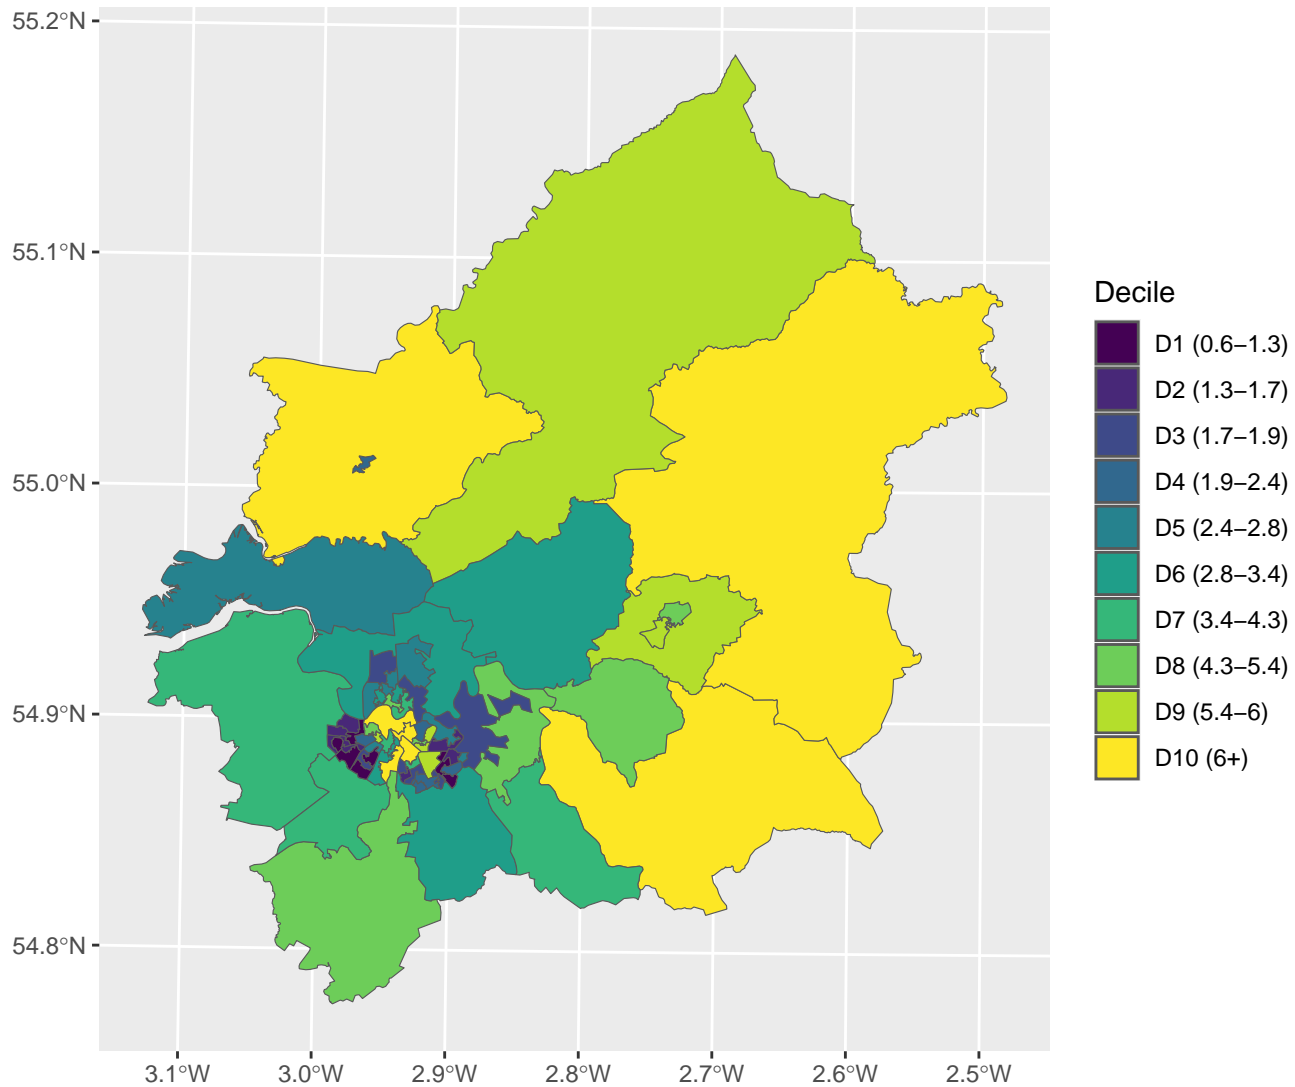 55.2°N
55.1°N
55.0°N
54.9°N
54.8°N
3.1°W 3.0°W 2.9°W 2.8°W 2.7°W 2.6°W 2.5°W
Decile
D1 (0.6–1.3)
D2 (1.3–1.7)
D3 (1.7–1.9)
D4 (1.9–2.4)
D5 (2.4–2.8)
D6 (2.8–3.4)
D7 (3.4–4.3)
D8 (4.3–5.4)
D9 (5.4–6)
D10 (6+)